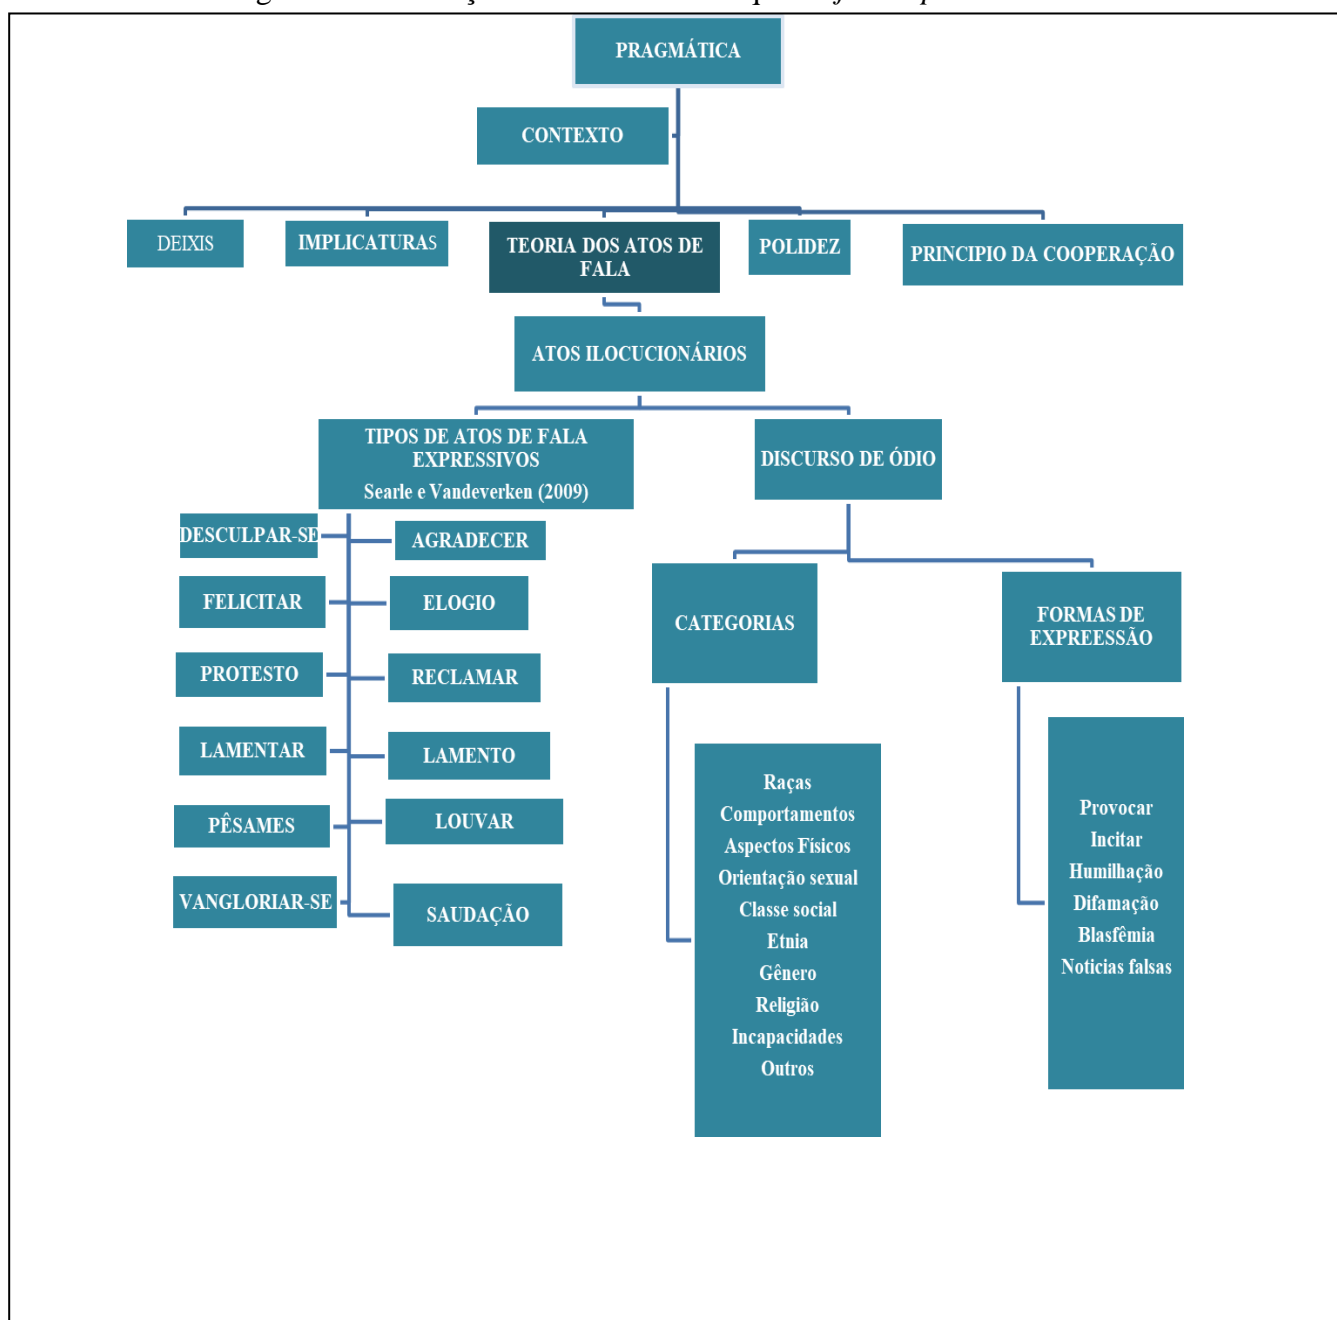 PRAGMÁTICA
CONTEXTO
DEIXIS
IMPLICATURAS
TEORIA DOS ATOS DE
FALA
POLIDEZ
PRINCIPIO DA COOPERAÇÃO
ATOS ILOCUCIONÁRIOS
TIPOS DE ATOS DE FALA
EXPRESSIVOS
Searle e Vandeverken (2009)
DISCURSO DE ÓDIO
DESCULPAR-SE
AGRADECER
FELICITAR
ELOGIO
PROTESTO
RECLAMAR
LAMENTAR
LAMENTO
PÊSAMES
LOUVAR
VANGLORIAR-SE
SAUDAÇÃO
CATEGORIAS
FORMAS DE
EXPREESSÃO
Raças
Comportamentos
Aspectos Físicos
Orientação sexual
Classe social
Etnia
Gênero
Religião
Incapacidades
Outros
Provocar
Incitar
Humilhação
Difamação
Blasfêmia
Noticias falsas